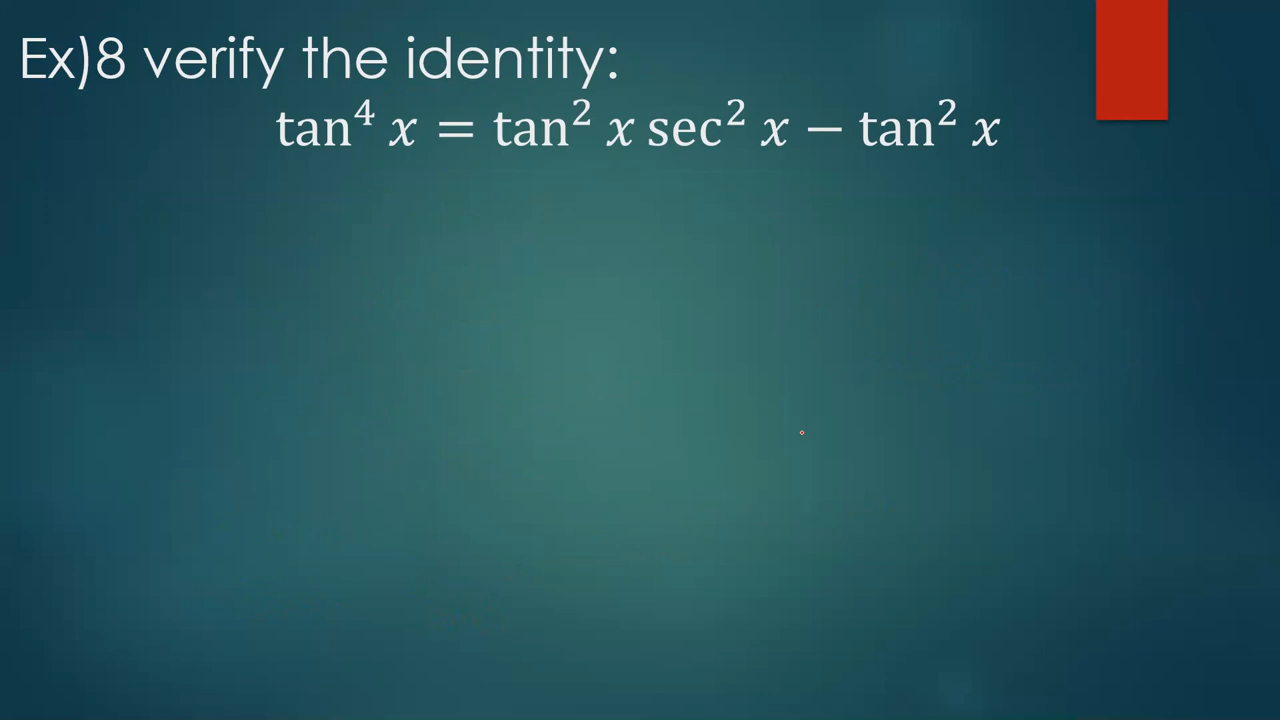 Ex)8 verify the identity:
tan⁴ x = tan² x sec² x − tan² x